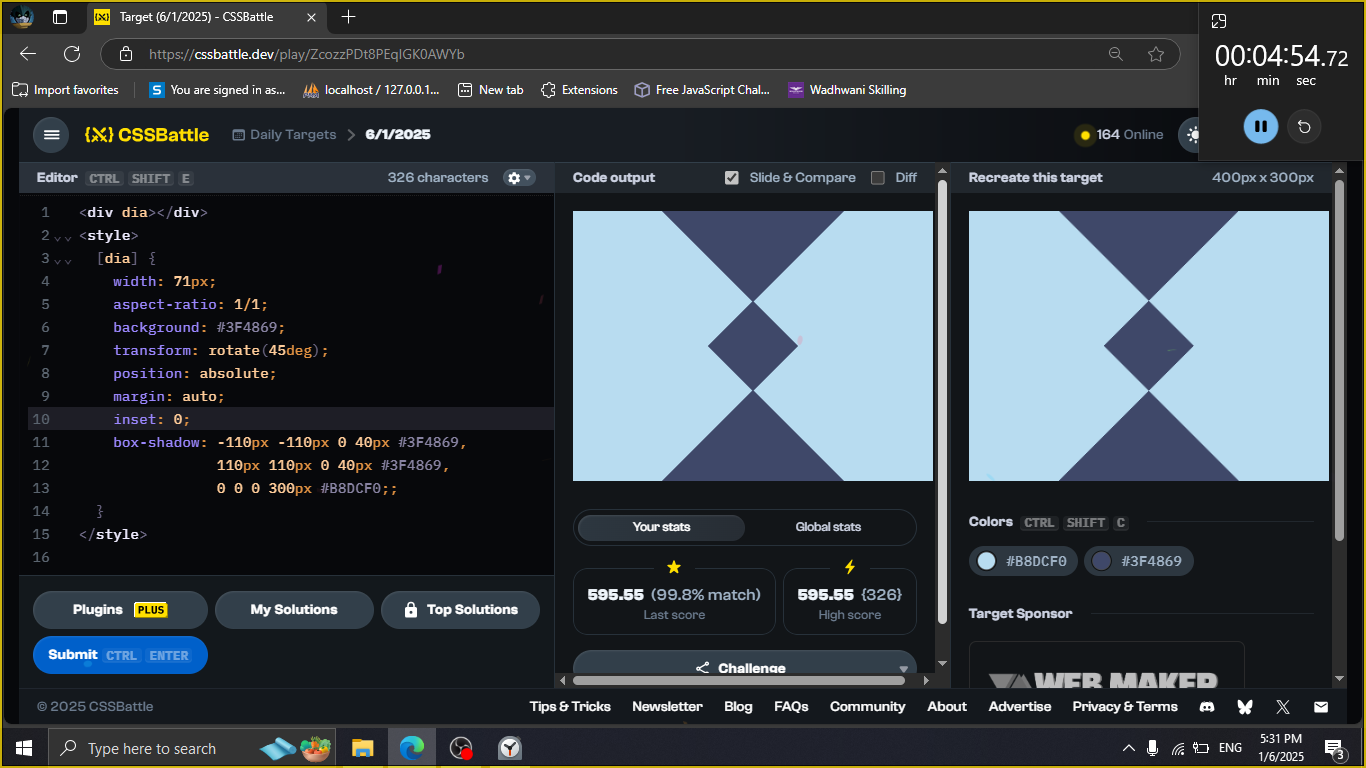 Target (6/1/2025) - CSSBattle
https://cssbattle.dev/play/ZcozzPDt8PEqIGK0AWYb
Import favorites
You are signed in as...
localhost / 127.0.0.1...
New tab
Extensions
Free JavaScript Chal...
Wadhwani Skilling
00:04:54.72
hr min sec
CSSBattle
Daily Targets
6/1/2025
164 Online
Editor CTRL SHIFT E
326 characters
1 <div dia></div>
2 <style>
3 [dia] {
4 width: 71px;
5 aspect-ratio: 1/1;
6 background: #3F4869;
7 transform: rotate(45deg);
8 position: absolute;
9 margin: auto;
10 inset: 0;
11 box-shadow: -110px -110px 0 40px #3F4869,
12 110px 110px 0 40px #3F4869,
13 0 0 0 300px #B8DCF0;;
14 }
15 </style>
16
Plugins PLUS
My Solutions
Top Solutions
Submit CTRL ENTER
Code output
Slide & Compare
Diff
Your stats
Global stats
595.55 (99.8% match)
Last score
595.55 {326}
High score
Challenge
Recreate this target
400px x 300px
Colors CTRL SHIFT C
#B8DCF0
#3F4869
Target Sponsor
WEB MAKER
© 2025 CSSBattle
Tips & Tricks
Newsletter
Blog
FAQs
Community
About
Advertise
Privacy & Terms
Type here to search
ENG
5:31 PM
1/6/2025
3